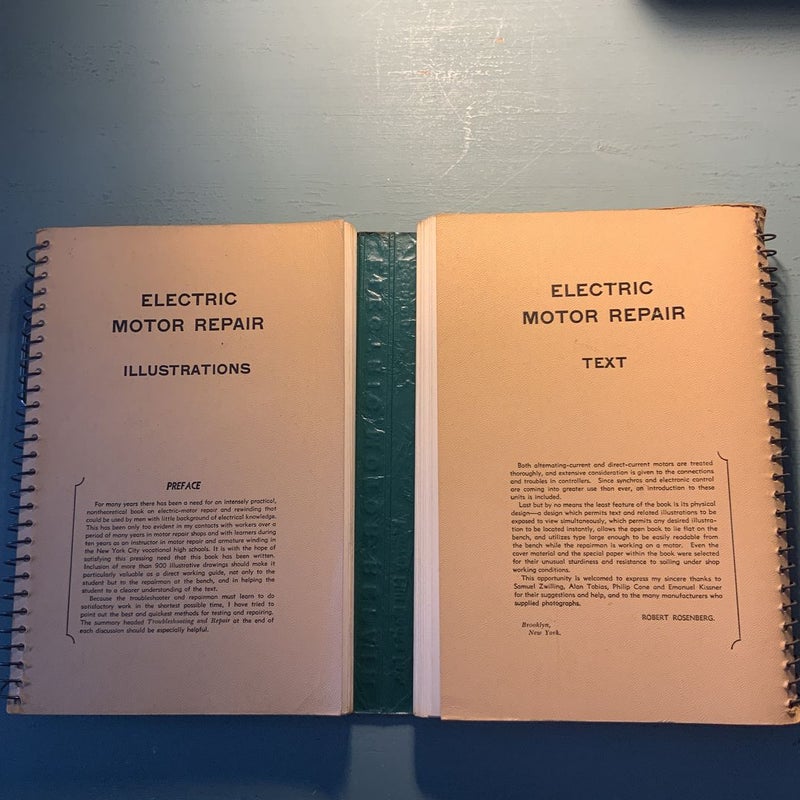 ELECTRIC
MOTOR REPAIR
ILLUSTRATIONS
PREFACE
For many years there has been a need for an intensely practical,
nontheoretical book on electric-motor repair and rewinding that
could be used by men with little background of electrical knowledge.
This has been only too evident in my contacts with workers over a
period of many years in motor repair shops and with learners during
ten years as an instructor in motor repair and armature winding in
the New York City vocational high schools. It is with the hope of
satisfying this pressing need that this book has been written.
Inclusion of more than 900 illustrative drawings should make it
particularly valuable as a direct working guide, not only to the
student but to the repairman at the bench, and in helping the
student to a clearer understanding of the text.
Because the troubleshooter and repairman must learn to do
satisfactory work in the shortest possible time, I have tried to
point out the best and quickest methods for testing and repairing.
The summary headed Troubleshooting and Repair at the end of
each discussion should be especially helpful.
ELECTRIC
MOTOR REPAIR
TEXT
Both alternating-current and direct-current motors are treated
thoroughly, and extensive consideration is given to the connections
and troubles in controllers. Since synchros and electronic control
are coming into greater use than ever, an introduction to these
units is included.
Last but by no means the least feature of the book is its physical
design—a design which permits text and related illustrations to be
exposed to view simultaneously, which permits any desired illustra-
tion to be located instantly, allows the open book to lie flat on the
bench, and utilizes type large enough to be easily readable from
the bench while the repairman is working on a motor. Even the
cover material and the special paper within the book were selected
for their unusual sturdiness and resistance to soiling under shop
working conditions.
This opportunity is welcomed to express my sincere thanks to
Samuel Zwilling, Alan Tobias, Philip Cane and Emanuel Kissner
for their suggestions and help, and to the many manufacturers who
supplied photographs.
ROBERT ROSENBERG.
Brooklyn,
New York.